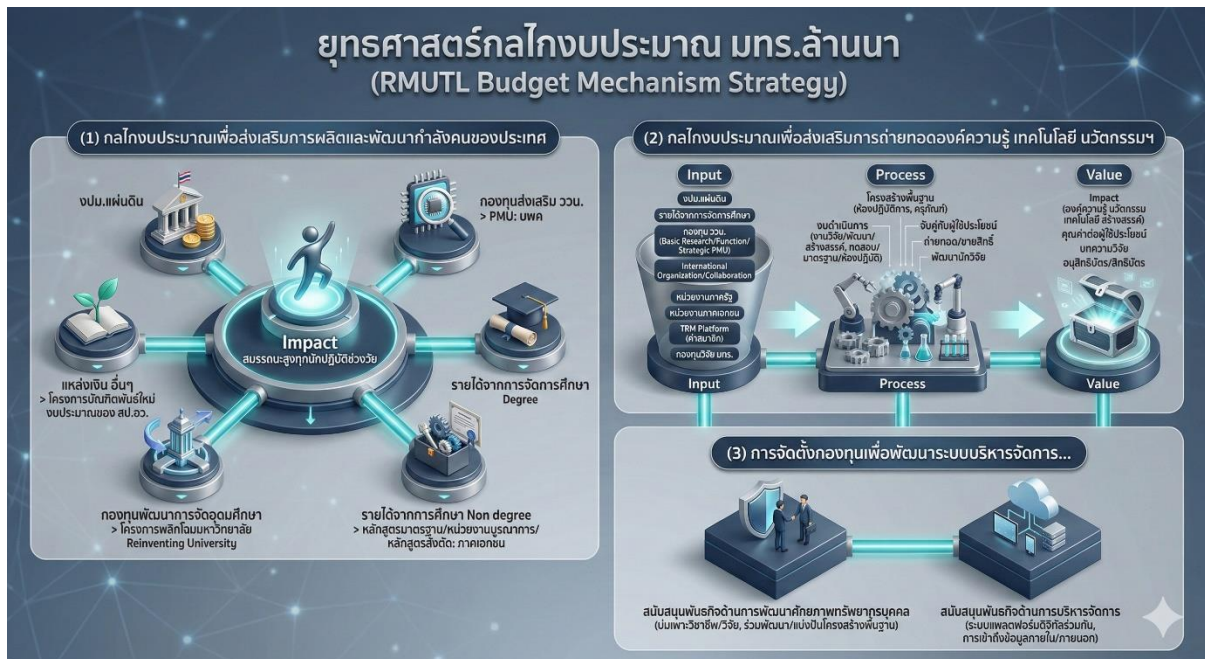 ยุทธศาสตร์กลไกงบประมาณ มทร.ล้านนา
(RMUTL Budget Mechanism Strategy)
(1) กลไกงบประมาณเพื่อส่งเสริมการผลิตและพัฒนากำลังคนของประเทศ
งปม.แผ่นดิน
กองทุนส่งเสริม ววน.
> PMU: บพค
Impact
สมรรถนะสูงทุกนักปฏิบัติช่วงวัย
แหล่งเงิน อื่นๆ
> โครงการบัณฑิตพันธ์ใหม่
งบประมาณของ สป.อว.
รายได้จากการจัดการศึกษา
Degree
กองทุนพัฒนาการจัดอุดมศึกษา
> โครงการพลิกโฉมมหาวิทยาลัย
Reinventing University
รายได้จากการศึกษา Non degree
> หลักสูตรมาตรฐาน/หน่วยงานบูรณาการ/
หลักสูตรสั่งตัด: ภาคเอกชน
(2) กลไกงบประมาณเพื่อส่งเสริมการถ่ายทอดองค์ความรู้ เทคโนโลยี นวัตกรรมฯ
Input
งปม.แผ่นดิน
รายได้จากการจัดการศึกษา
กองทุน ววน.
(Basic Research/Function/
Strategic PMU)
International
Organization/Collaboration
หน่วยงานภาครัฐ
หน่วยงานภาคเอกชน
TRM Platform
(ค่าสมาชิก)
กองทุนวิจัย มทร.
Input
Process
โครงสร้างพื้นฐาน
(ห้องปฏิบัติการ, ครุภัณฑ์)
งบดำเนินการ
(งานวิจัย/พัฒนา/
สร้างสรรค์, ทดสอบ/
มาตรฐาน/ห้องปฏิบัติ)
จับคู่กับผู้ใช้ประโยชน์
ถ่ายทอด/ขายสิทธิ์
พัฒนานักวิจัย
Process
Value
Impact
(องค์ความรู้ นวัตกรรม
เทคโนโลยี สร้างสรรค์)
คุณค่าต่อผู้ใช้ประโยชน์
บทความวิจัย
อนุสิทธิบัตร/สิทธิบัตร
Value
(3) การจัดตั้งกองทุนเพื่อพัฒนาระบบบริหารจัดการ...
สนับสนุนพันธกิจด้านการพัฒนาศักยภาพทรัพยากรบุคคล
(บ่มเพาะวิชาชีพ/วิจัย, ร่วมพัฒนา/แบ่งปันโครงสร้างพื้นฐาน)
สนับสนุนพันธกิจด้านการบริหารจัดการ
(ระบบแพลตฟอร์มดิจิทัลร่วมกัน,
การเข้าถึงข้อมูลภายใน/ภายนอก)